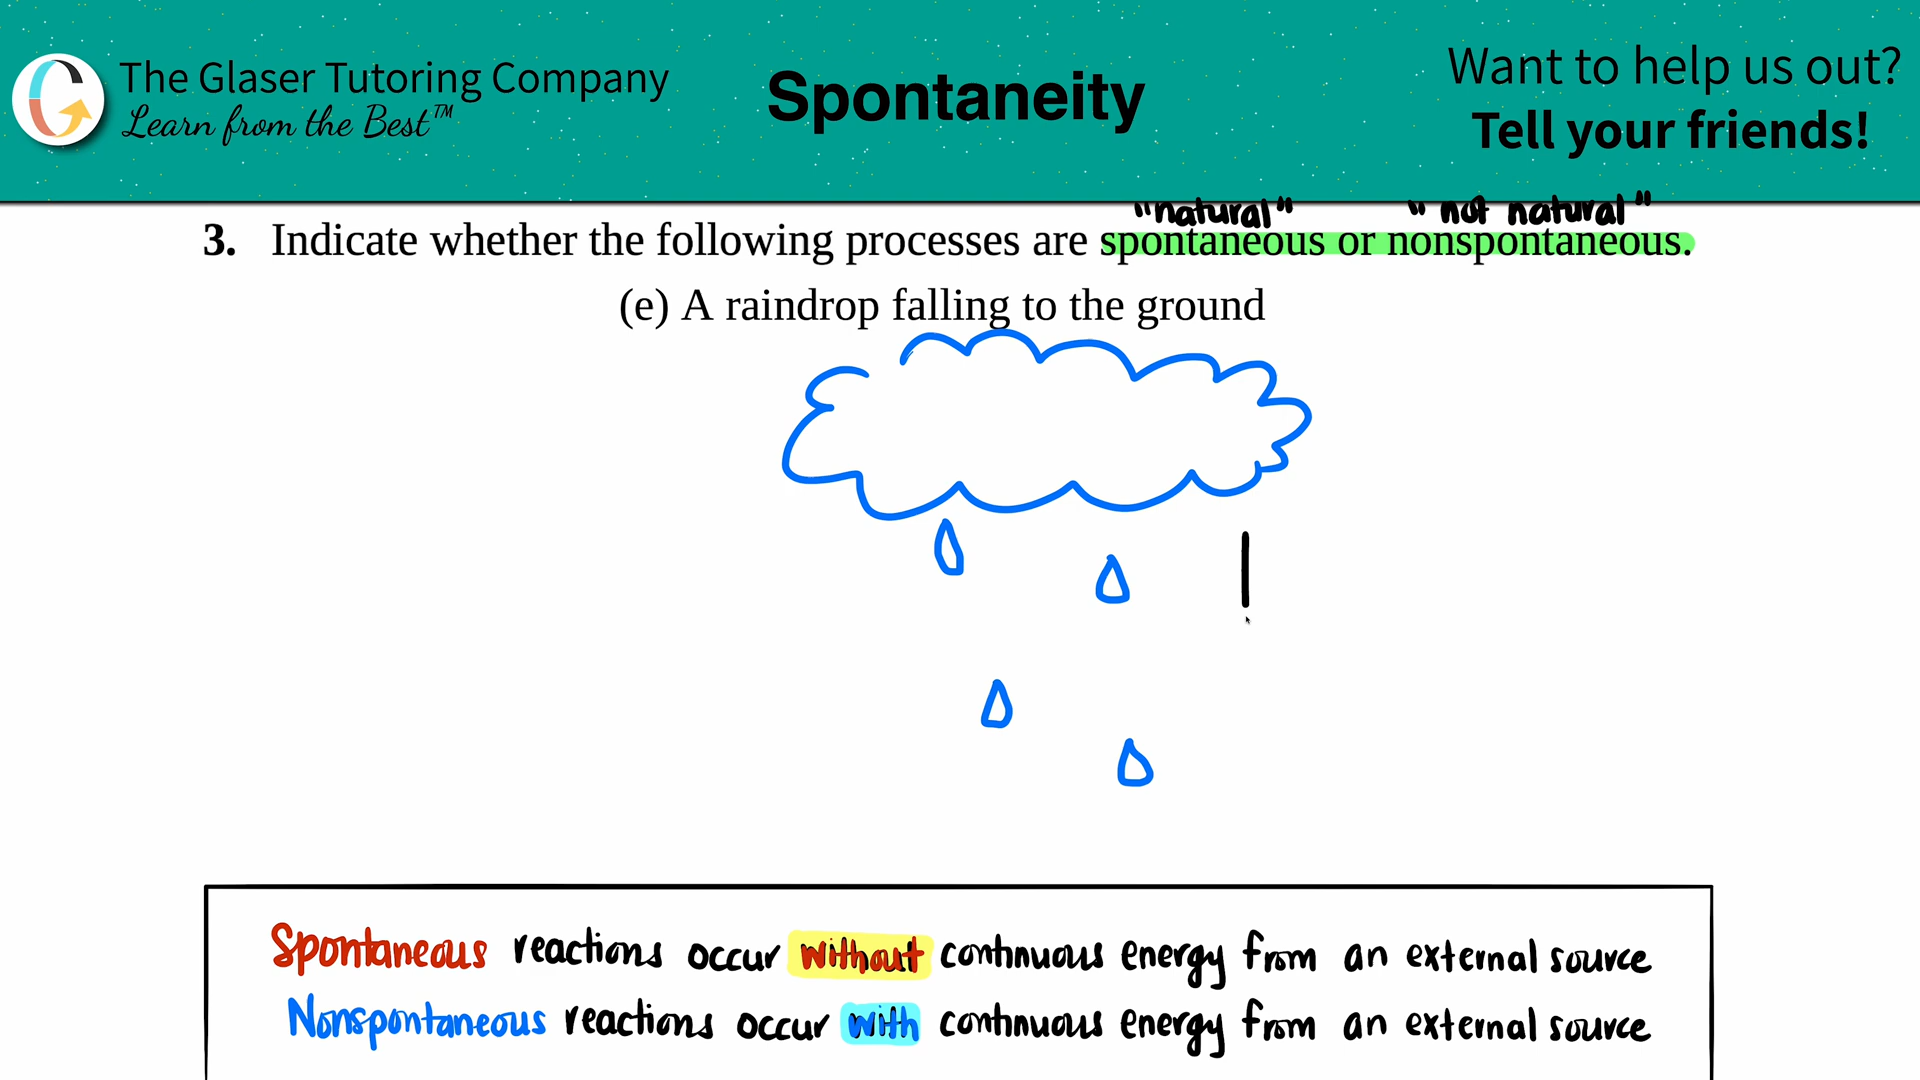 The Glaser Tutoring Company
Learn from the Best™
Spontaneity
Want to help us out?
Tell your friends!
"natural" "not natural"
3. Indicate whether the following processes are spontaneous or nonspontaneous.
(e) A raindrop falling to the ground
Spontaneous reactions occur without continuous energy from an external source
Nonspontaneous reactions occur with continuous energy from an external source